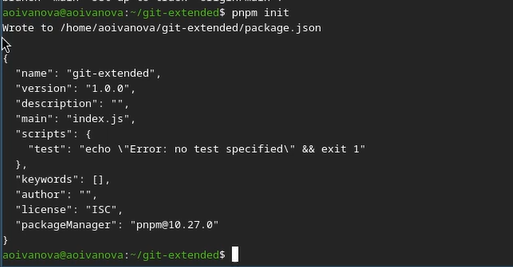 aoivanova@aoivanova:~/git-extended$ pnpm init
Wrote to /home/aoivanova/git-extended/package.json
{
  "name": "git-extended",
  "version": "1.0.0",
  "description": "",
  "main": "index.js",
  "scripts": {
    "test": "echo \"Error: no test specified\" && exit 1"
  },
  "keywords": [],
  "author": "",
  "license": "ISC",
  "packageManager": "pnpm@10.27.0"
}
aoivanova@aoivanova:~/git-extended$